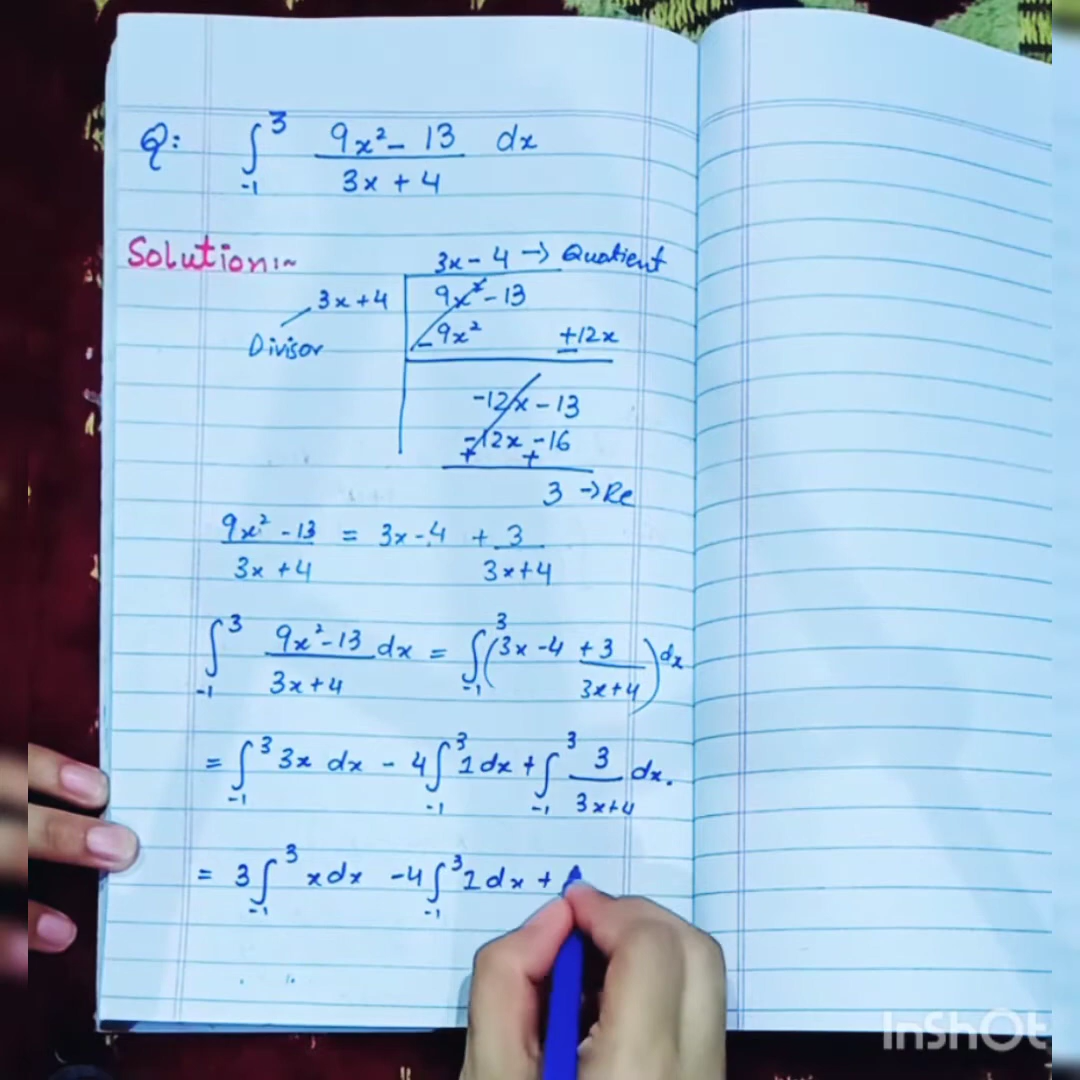 Q: ∫₋₁³ (9x² - 13)/(3x + 4) dx
Solution:~
3x - 4 → Quotient
3x + 4 | 9x² - 13
Divisor
-9x² ± 12x
-12x - 13
-12x - 16
+ +
3 → Re
(9x² - 13)/(3x + 4) = 3x - 4 + 3/(3x + 4)
∫₋₁³ (9x² - 13)/(3x + 4) dx = ∫₋₁³ (3x - 4 + 3/(3x + 4)) dx
= ∫₋₁³ 3x dx - 4 ∫₋₁³ 1 dx + ∫₋₁³ 3/(3x + 4) dx.
= 3 ∫₋₁³ x dx - 4 ∫₋₁³ 1 dx +
InShOt